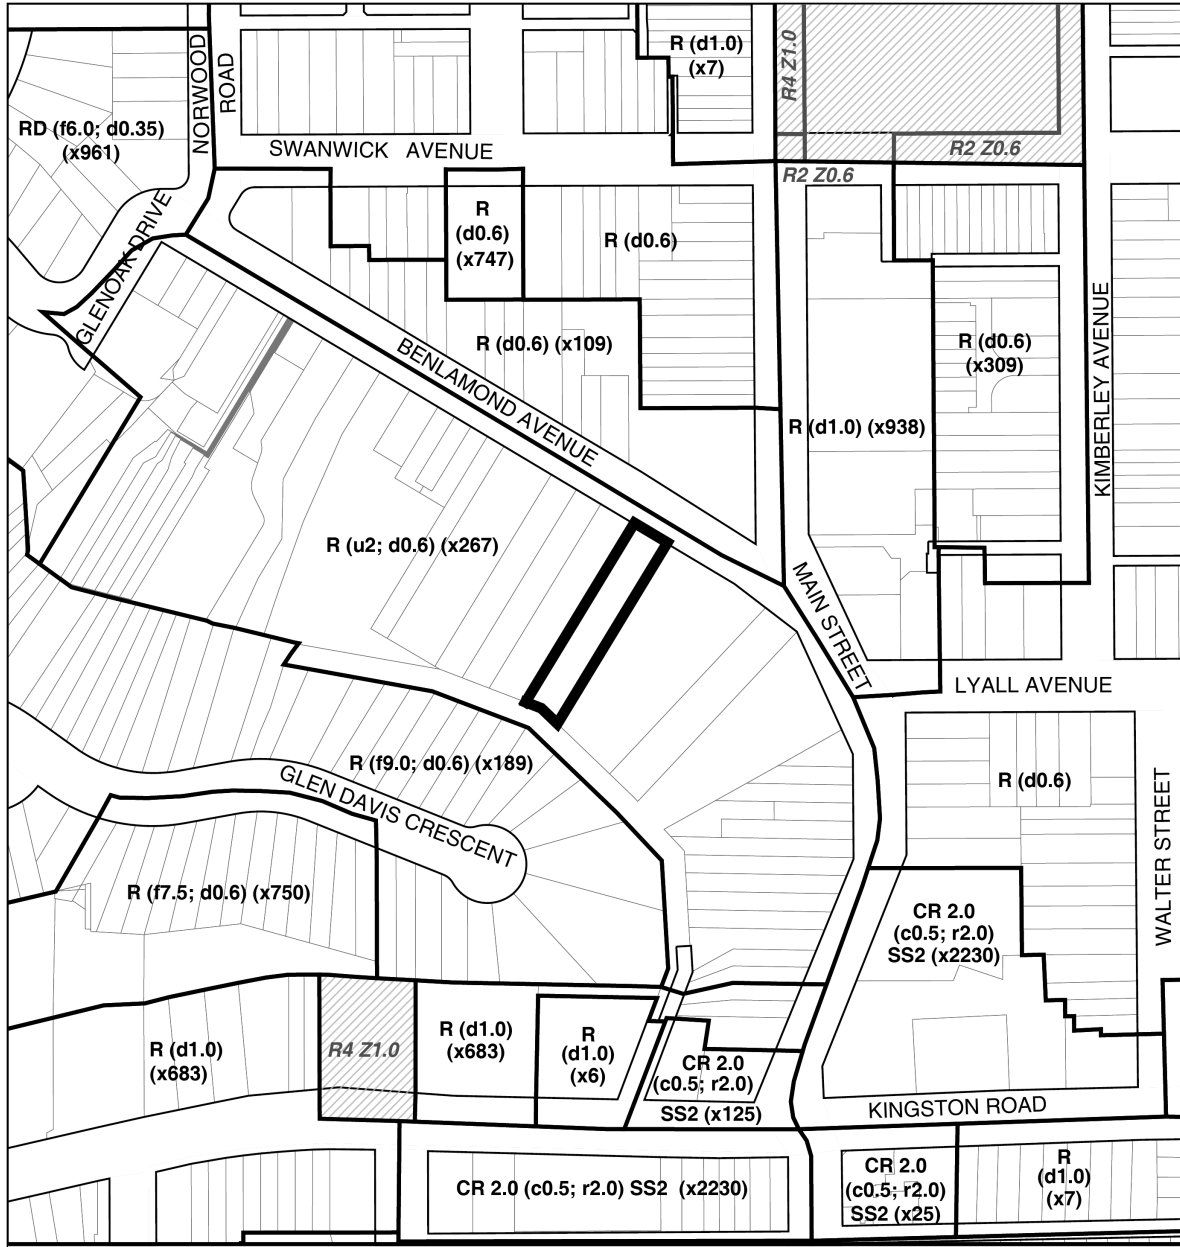 NORWOOD
ROAD
R (d1.0)
(x7)
R4 Z1.0
RD (f6.0; d0.35)
(x961)
SWANWICK AVENUE
R2 Z0.6
R2 Z0.6
GLENOAK DRIVE
R
(d0.6)
(x747)
R (d0.6)
R (d0.6) (x109)
BENLAMOND AVENUE
R (d0.6)
(x309)
KIMBERLEY AVENUE
R (d1.0) (x938)
R (u2; d0.6) (x267)
MAIN STREET
LYALL AVENUE
R (f9.0; d0.6) (x189)
GLEN DAVIS CRESCENT
R (d0.6)
WALTER STREET
R (f7.5; d0.6) (x750)
CR 2.0
(c0.5; r2.0)
SS2 (x2230)
R (d1.0)
(x683)
R4 Z1.0
R (d1.0)
(x683)
R
(d1.0)
(x6)
CR 2.0
(c0.5; r2.0)
SS2 (x125)
KINGSTON ROAD
CR 2.0 (c0.5; r2.0) SS2 (x2230)
CR 2.0
(c0.5; r2.0)
SS2 (x25)
R
(d1.0)
(x7)